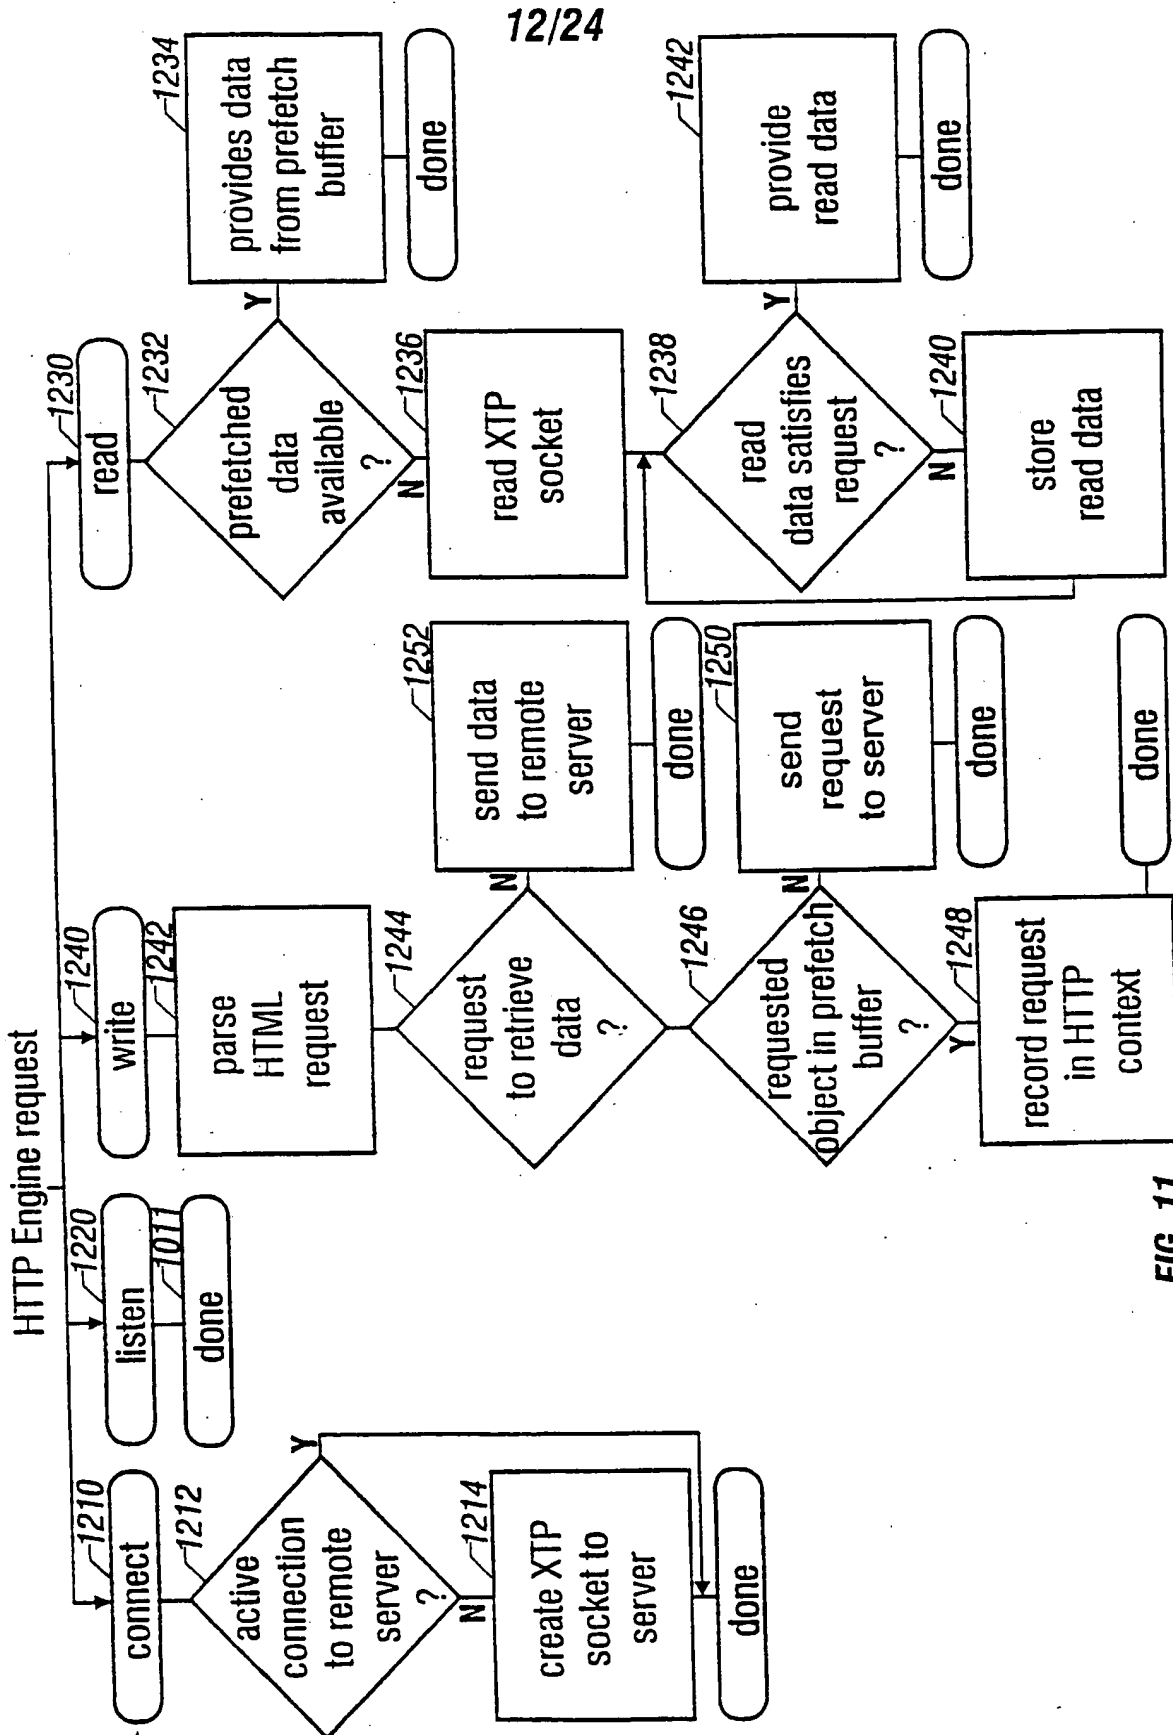 12/24
HTTP Engine request
1210
connect
1212
active
connection
to remote
server
?
Y
N
1214
create XTP
socket to
server
done
1220
listen
1011
done
1240
write
1242
parse
HTML
request
1244
request
to retrieve
data
?
N
1252
send data
to remote
server
done
1246
requested
object in prefetch
buffer
?
N
1250
send
request
to server
done
Y
1248
record request
in HTTP
context
done
1230
read
1232
prefetched
data
available
?
Y
1234
provides data
from prefetch
buffer
done
N
1236
read XTP
socket
1238
read
data satisfies
request
?
Y
1242
provide
read data
done
N
1240
store
read data
FIG. 11